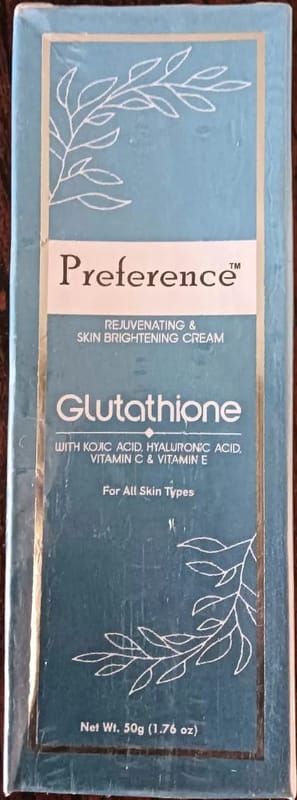 Preference™
REJUVENATING &
SKIN BRIGHTENING CREAM
Glutathione
WITH KOJIC ACID, HYALURONIC ACID,
VITAMIN C & VITAMIN E
For All Skin Types
Net Wt. 50g (1.76 oz)